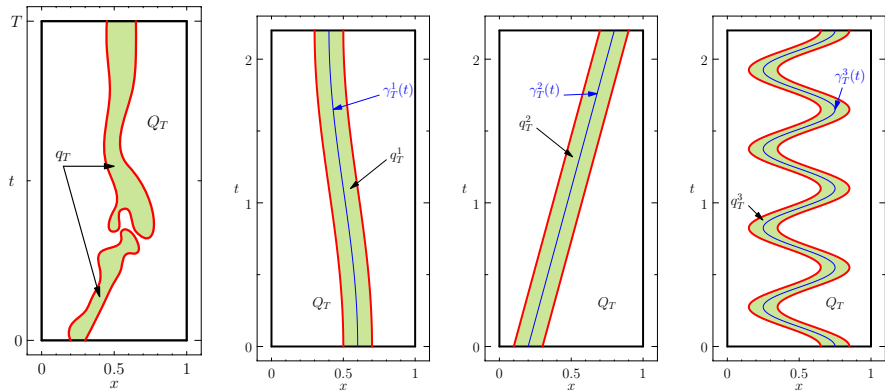 T
q_T
Q_T
t
0
0 0.5 1
x
2
γ_T^1(t)
q_T^1
t
1
Q_T
0
0 0.5 1
x
2
γ_T^2(t)
q_T^2
t
1
Q_T
0
0 0.5 1
x
2
γ_T^3(t)
t
1
q_T^3
Q_T
0
0 0.5 1
x